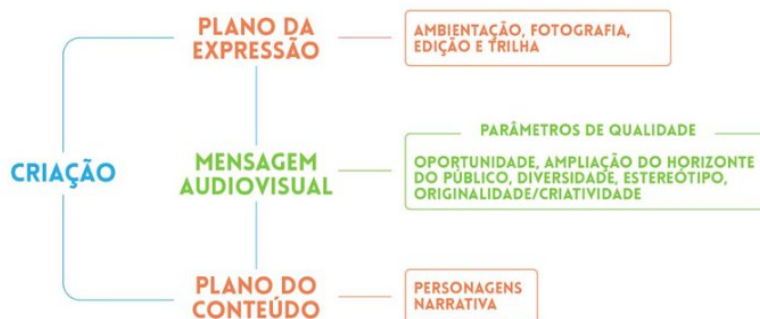 PLANO DA
EXPRESSÃO
AMBIENTAÇÃO, FOTOGRAFIA,
EDIÇÃO E TRILHA
CRIAÇÃO
MENSAGEM
AUDIOVISUAL
PARÂMETROS DE QUALIDADE
OPORTUNIDADE, AMPLIAÇÃO DO HORIZONTE
DO PÚBLICO, DIVERSIDADE, ESTEREÓTIPO,
ORIGINALIDADE/CRIATIVIDADE
PLANO DO
CONTEÚDO
PERSONAGENS
NARRATIVA